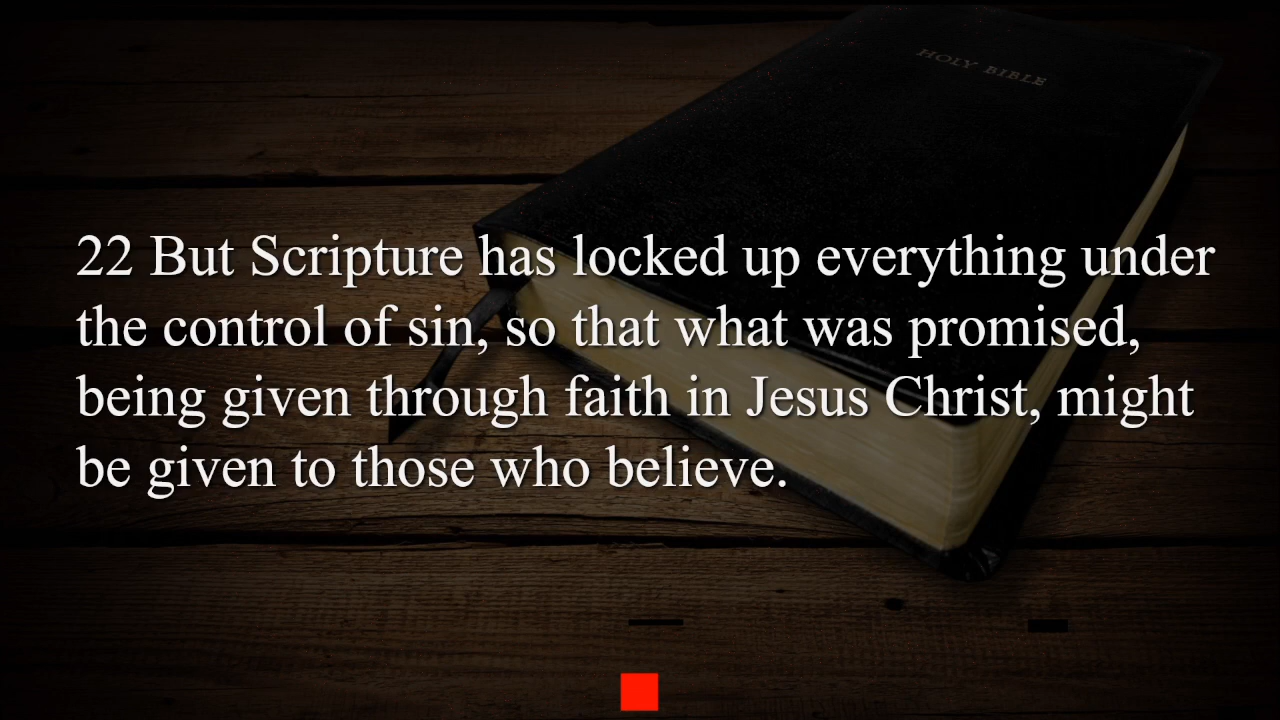 HOLY BIBLE
22 But Scripture has locked up everything under
the control of sin, so that what was promised,
being given through faith in Jesus Christ, might
be given to those who believe.